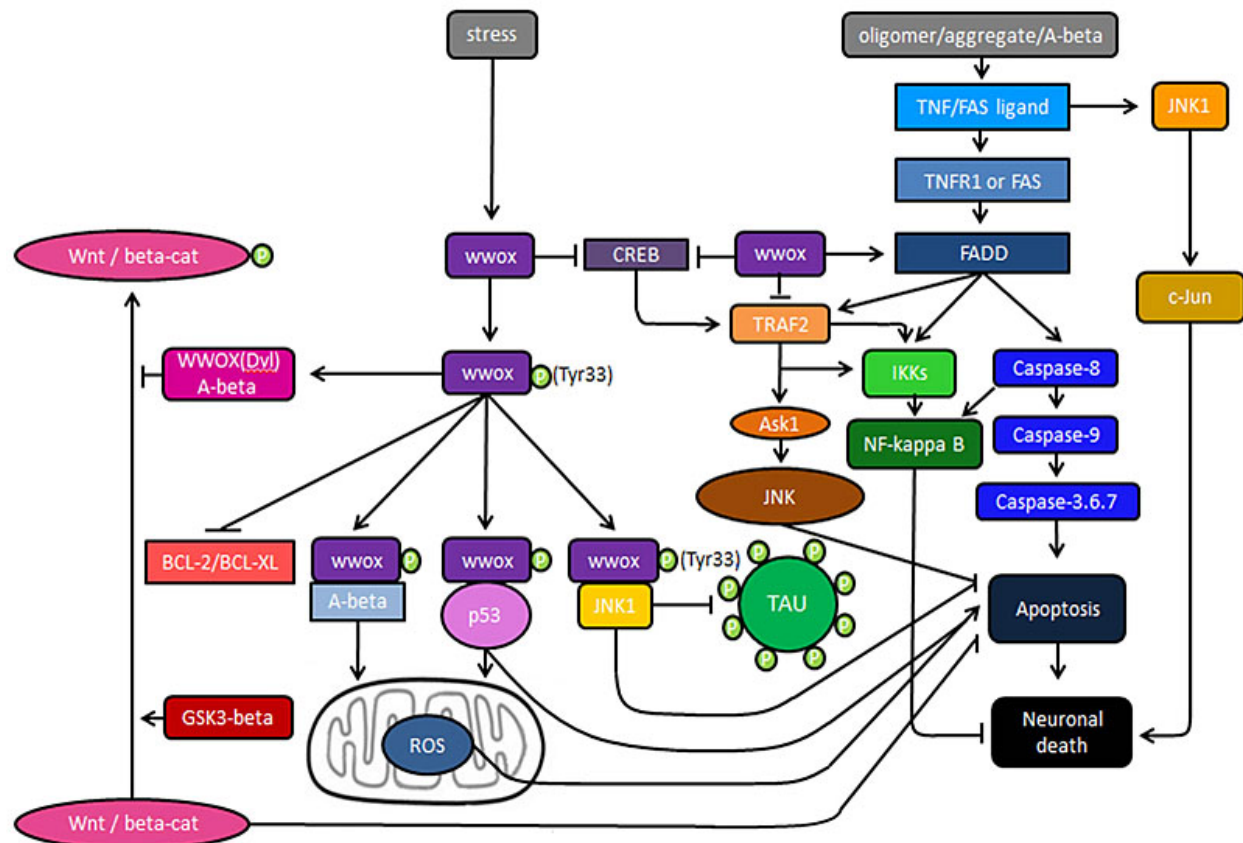 stress
oligomer/aggregate/A-beta
TNF/FAS ligand
JNK1
TNFR1 or FAS
Wnt / beta-cat
P
wwox
CREB
wwox
FADD
c-Jun
TRAF2
WWOX(Dvl)
A-beta
wwox
P
(Tyr33)
IKKs
Caspase-8
Ask1
NF-kappa B
Caspase-9
JNK
Caspase-3.6.7
BCL-2/BCL-XL
wwox
P
wwox
P
wwox
P
(Tyr33)
A-beta
p53
JNK1
TAU
P
P
P
P
P
P
P
P
Apoptosis
GSK3-beta
ROS
Neuronal
death
Wnt / beta-cat